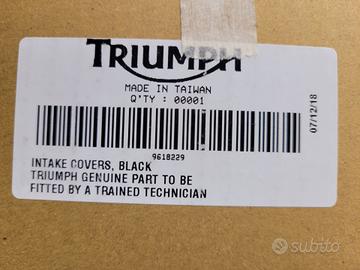 TRIUMPH
MADE IN TAIWAN
Q'TY : 00001
07/12/18
9618229
INTAKE COVERS, BLACK
TRIUMPH GENUINE PART TO BE
FITTED BY A TRAINED TECHNICIAN
subito